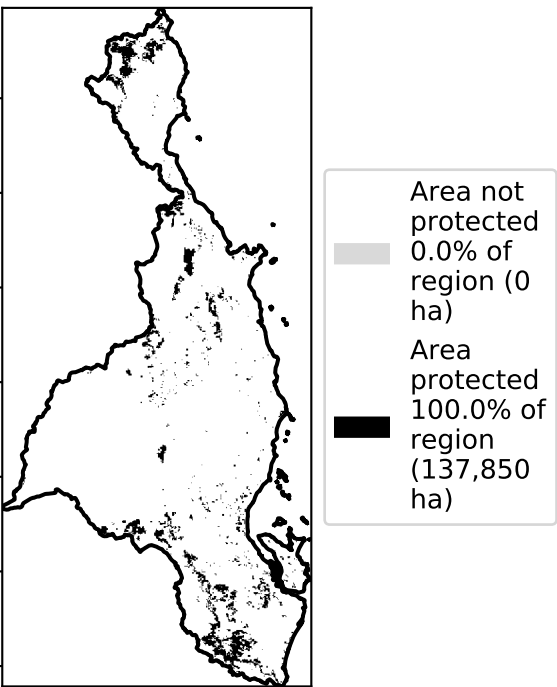 Area not
protected
0.0% of
region (0
ha)
Area
protected
100.0% of
region
(137,850
ha)